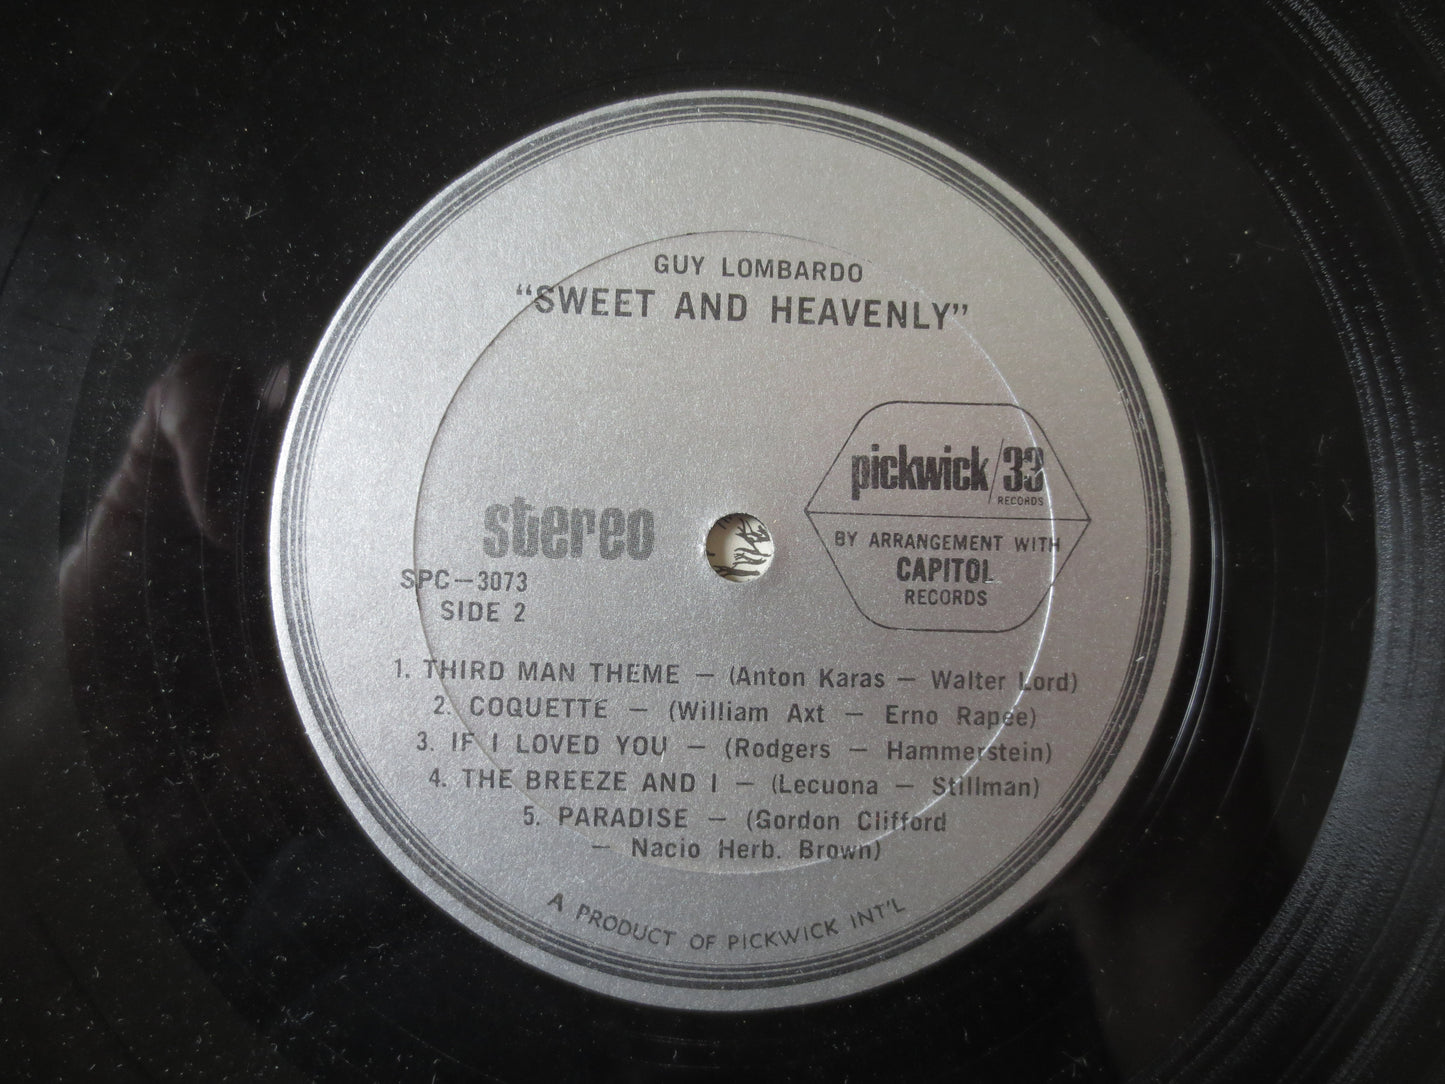 GUY LOMBARDO
“SWEET AND HEAVENLY”
pickwick/33
RECORDS
BY ARRANGEMENT WITH
CAPITOL
RECORDS
stereo
SPC-3073
SIDE 2
1. THIRD MAN THEME – (Anton Karas – Walter Lord)
2. COQUETTE – (William Axt – Erno Rapee)
3. IF I LOVED YOU – (Rodgers – Hammerstein)
4. THE BREEZE AND I – (Lecuona – Stillman)
5. PARADISE – (Gordon Clifford
– Nacio Herb. Brown)
A PRODUCT OF PICKWICK INT'L